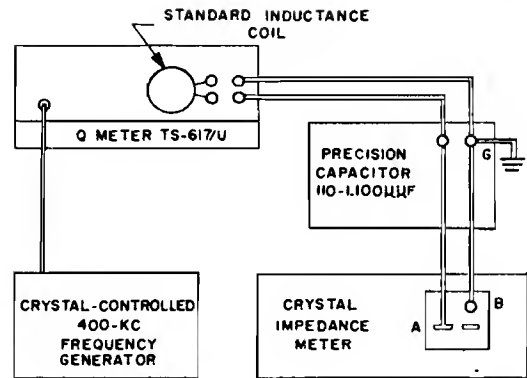 STANDARD INDUCTANCE
COIL
Q METER TS-617/U
PRECISION
CAPACITOR
110-1,100µµF
G
CRYSTAL-CONTROLLED
400-KC
FREQUENCY
GENERATOR
CRYSTAL
IMPEDANCE
METER
A
B